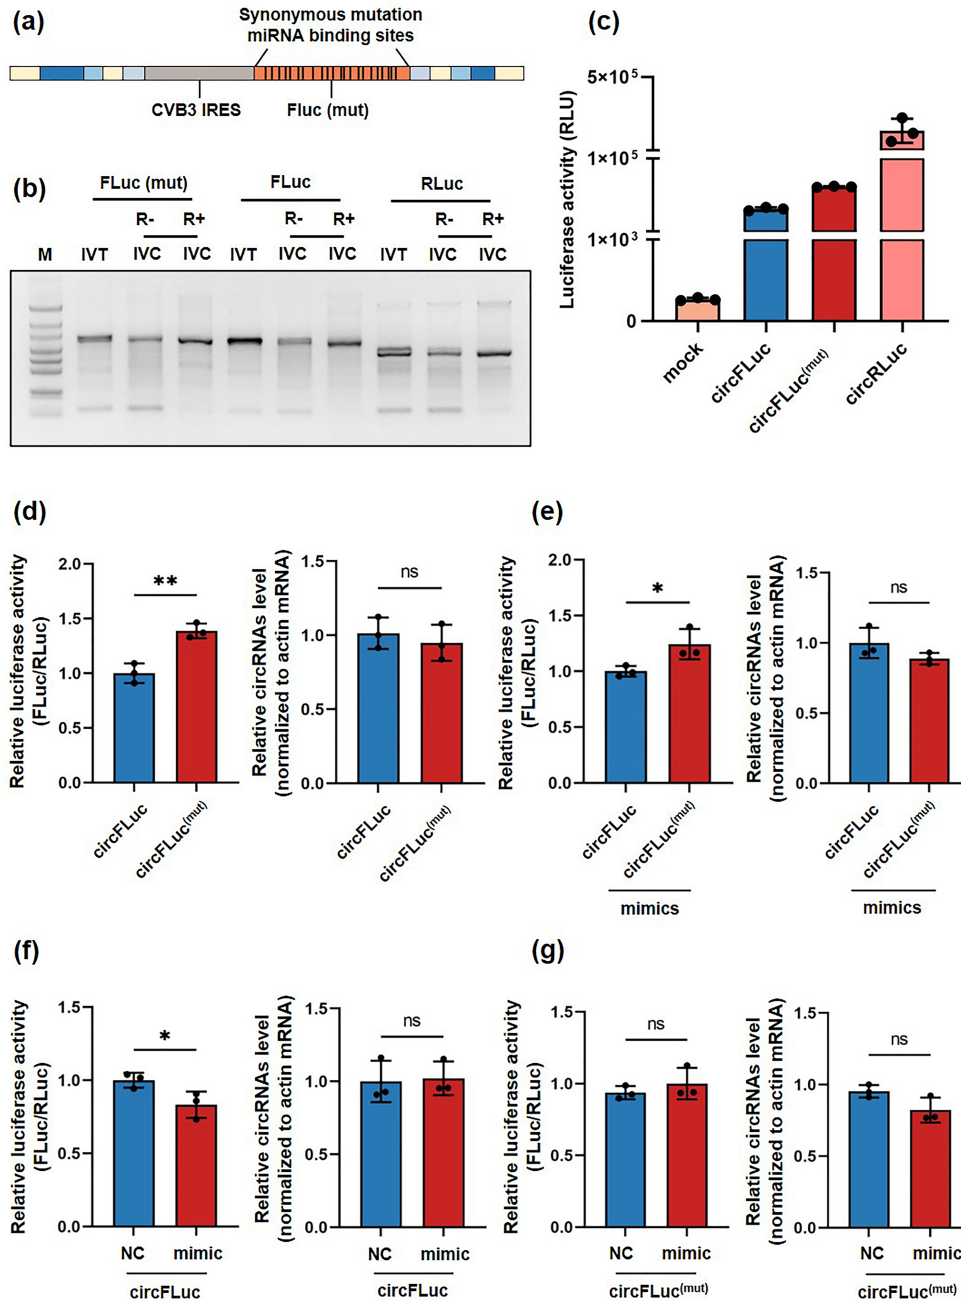 (a)
Synonymous mutation
miRNA binding sites
CVB3 IRES
Fluc (mut)
(b)
FLuc (mut)
FLuc
RLuc
R- R+ R- R+ R- R+
M IVT IVC IVC IVT IVC IVC IVT IVC IVC
(c)
Luciferase activity (RLU)
5×10⁵
1×10⁵
1×10³
0
mock
circFLuc
circFLuc(mut)
circRLuc
(d)
Relative luciferase activity
(FLuc/RLuc)
2.0
1.5
1.0
0.5
0.0
**
circFLuc
circFLuc(mut)
Relative circRNAs level
(normalized to actin mRNA)
1.5
1.0
0.5
0.0
ns
circFLuc
circFLuc(mut)
(e)
Relative luciferase activity
(FLuc/RLuc)
2.0
1.5
1.0
0.5
0.0
*
circFLuc
circFLuc(mut)
mimics
Relative circRNAs level
(normalized to actin mRNA)
1.5
1.0
0.5
0.0
ns
circFLuc
circFLuc(mut)
mimics
(f)
Relative luciferase activity
(FLuc/RLuc)
1.5
1.0
0.5
0.0
*
NC mimic
circFLuc
Relative circRNAs level
(normalized to actin mRNA)
1.5
1.0
0.5
0.0
ns
NC mimic
circFLuc
(g)
Relative luciferase activity
(FLuc/RLuc)
1.5
1.0
0.5
0.0
ns
NC mimic
circFLuc(mut)
Relative circRNAs level
(normalized to actin mRNA)
1.5
1.0
0.5
0.0
ns
NC mimic
circFLuc(mut)